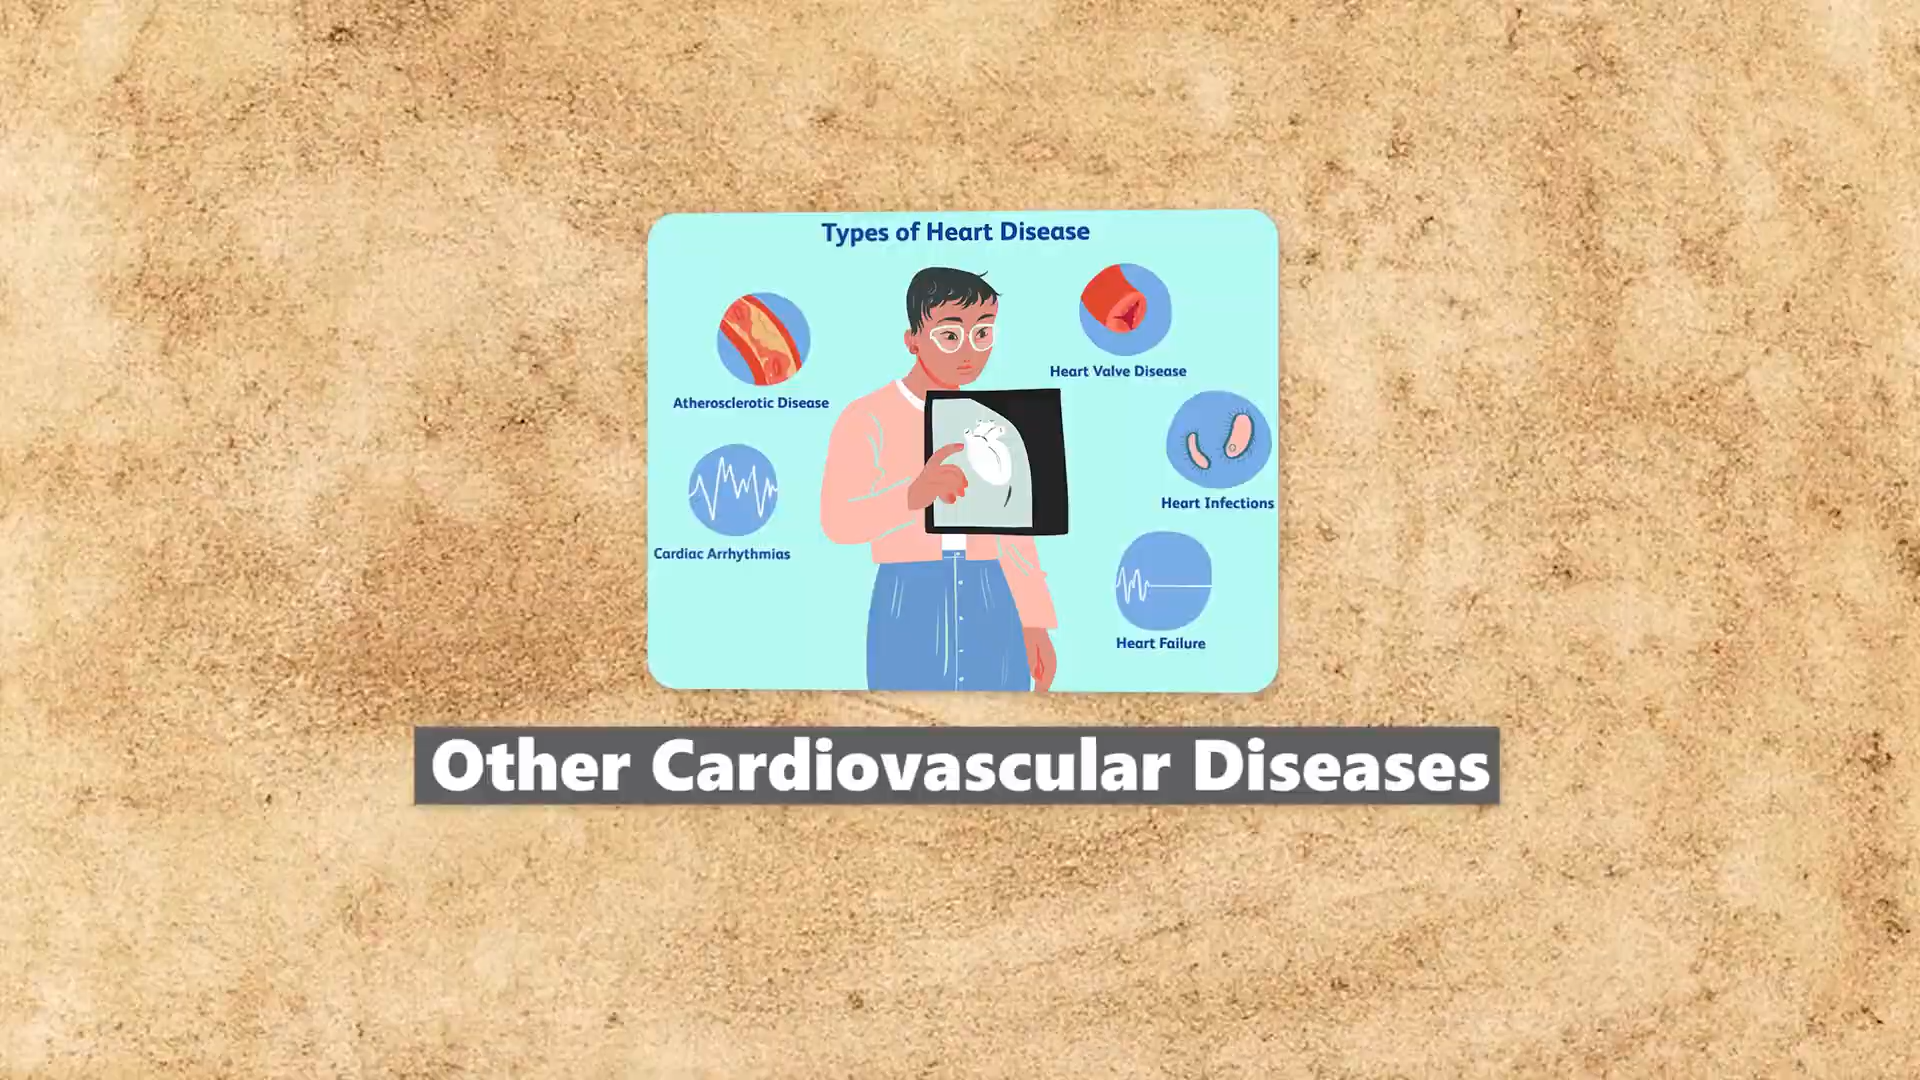 Types of Heart Disease
Atherosclerotic Disease
Cardiac Arrhythmias
Heart Valve Disease
Heart Infections
Heart Failure
Other Cardiovascular Diseases